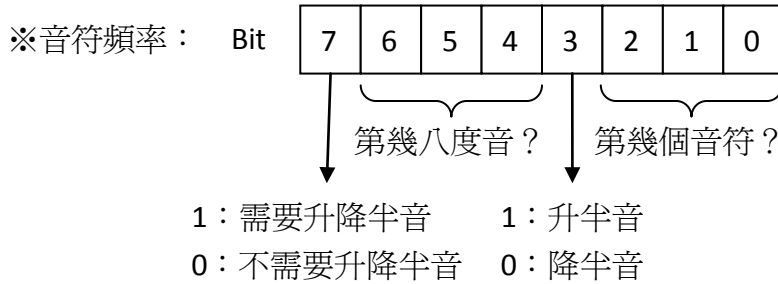 ※音符頻率： Bit 7 6 5 4 3 2 1 0
第幾八度音？ 第幾個音符？
1：需要升降半音 1：升半音
0：不需要升降半音 0：降半音